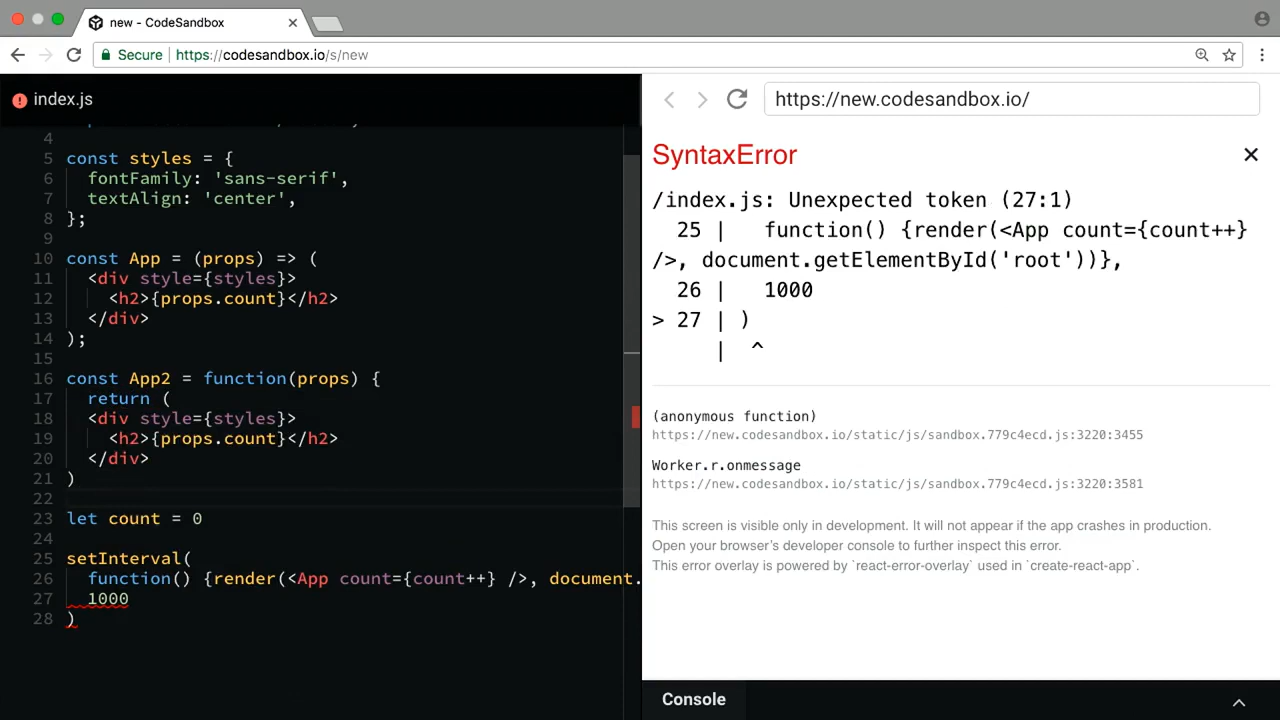 new - CodeSandbox
Secure | https://codesandbox.io/s/new
index.js
https://new.codesandbox.io/
4
5 const styles = {
6 fontFamily: 'sans-serif',
7 textAlign: 'center',
8 };
9
10 const App = (props) => (
11 <div style={styles}>
12 <h2>{props.count}</h2>
13 </div>
14 );
15
16 const App2 = function(props) {
17 return (
18 <div style={styles}>
19 <h2>{props.count}</h2>
20 </div>
21 )
22
23 let count = 0
24
25 setInterval(
26 function() {render(<App count={count++} />, document.
27 1000
28 )
SyntaxError
/index.js: Unexpected token (27:1)
25 | function() {render(<App count={count++}
/>, document.getElementById('root'))},
26 | 1000
> 27 | )
| ^
(anonymous function)
https://new.codesandbox.io/static/js/sandbox.779c4ecd.js:3220:3455
Worker.r.onmessage
https://new.codesandbox.io/static/js/sandbox.779c4ecd.js:3220:3581
This screen is visible only in development. It will not appear if the app crashes in production.
Open your browser's developer console to further inspect this error.
This error overlay is powered by `react-error-overlay` used in `create-react-app`.
Console